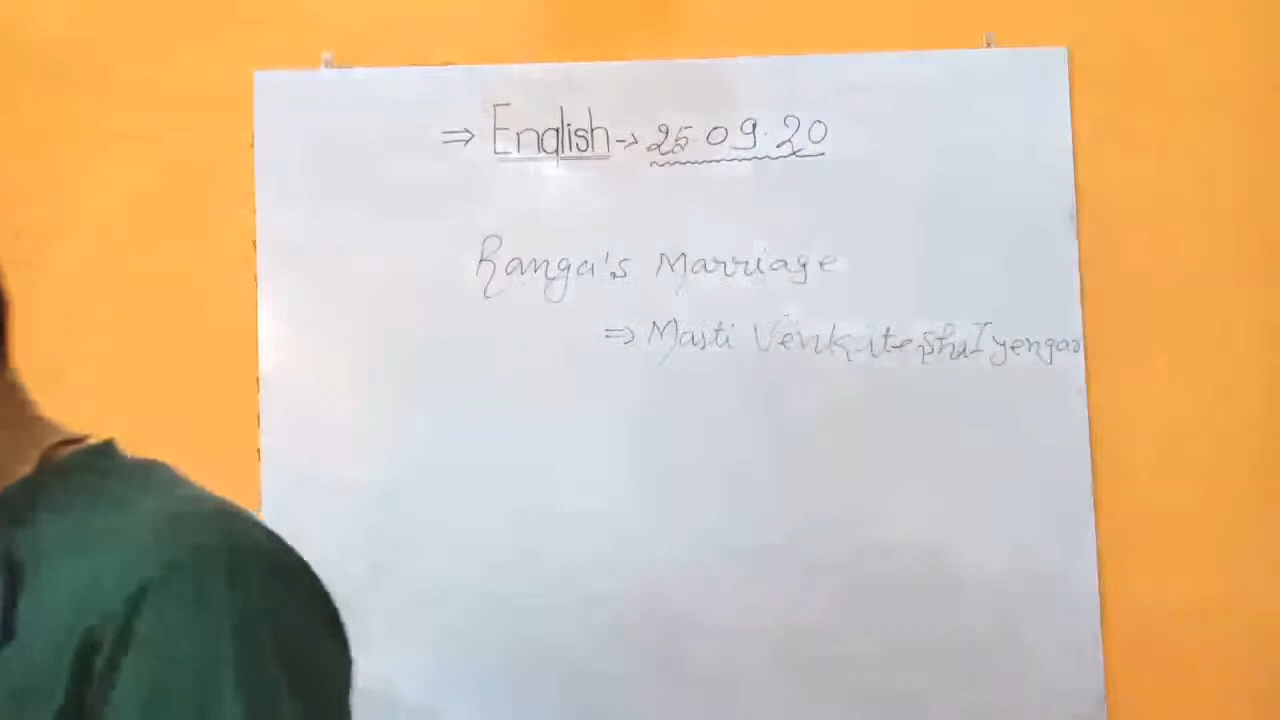 ⇒ English → 25.09.20
Ranga's Marriage
⇒ Masti Venkatesha Iyengar